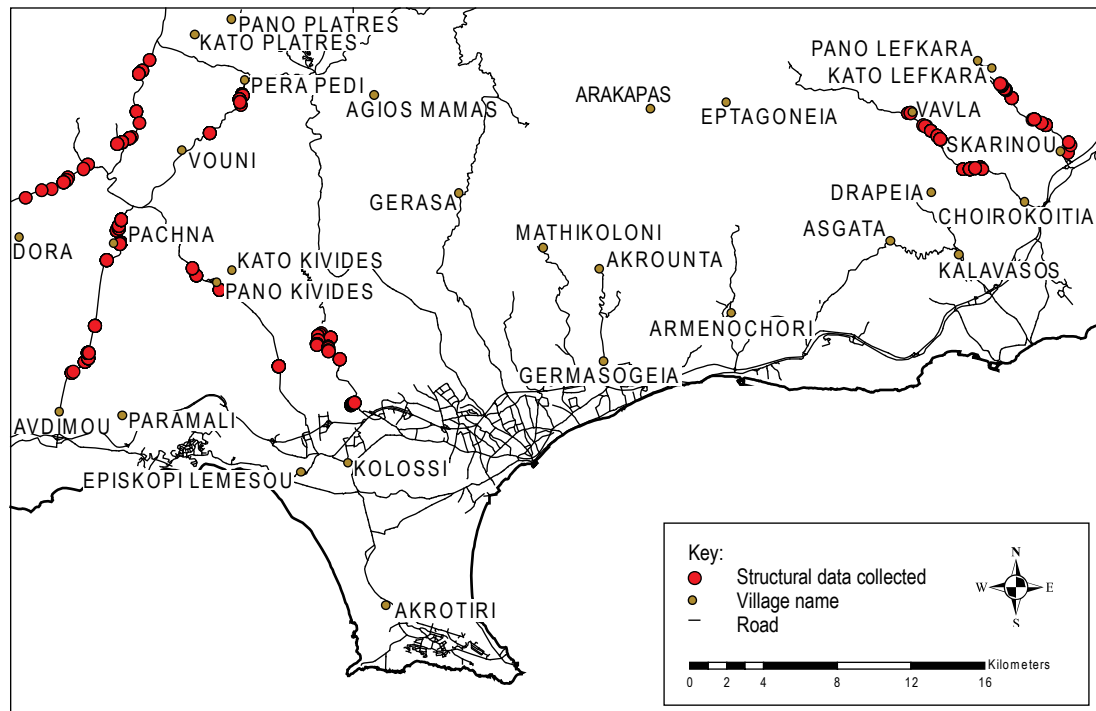 PANO PLATRES
KATO PLATRES
PANO LEFKARA
KATO LEFKARA
PERA PEDI
AGIOS MAMAS
ARAKAPAS
EPTAGONEIA
VAVLA
SKARINOU
VOUNI
GERASA
DRAPEIA
CHOIROKOITIA
DORA
PACHNA
MATHIKOLONI
ASGATA
KATO KIVIDES
AKROUNTA
KALAVASOS
PANO KIVIDES
ARMENOCHORI
GERMASOGEIA
AVDIMOU
PARAMALI
EPISKOPI LEMESOU
KOLOSSI
AKROTIRI
Key:
Structural data collected
Village name
Road
N
W
E
S
Kilometers
0 2 4 8 12 16